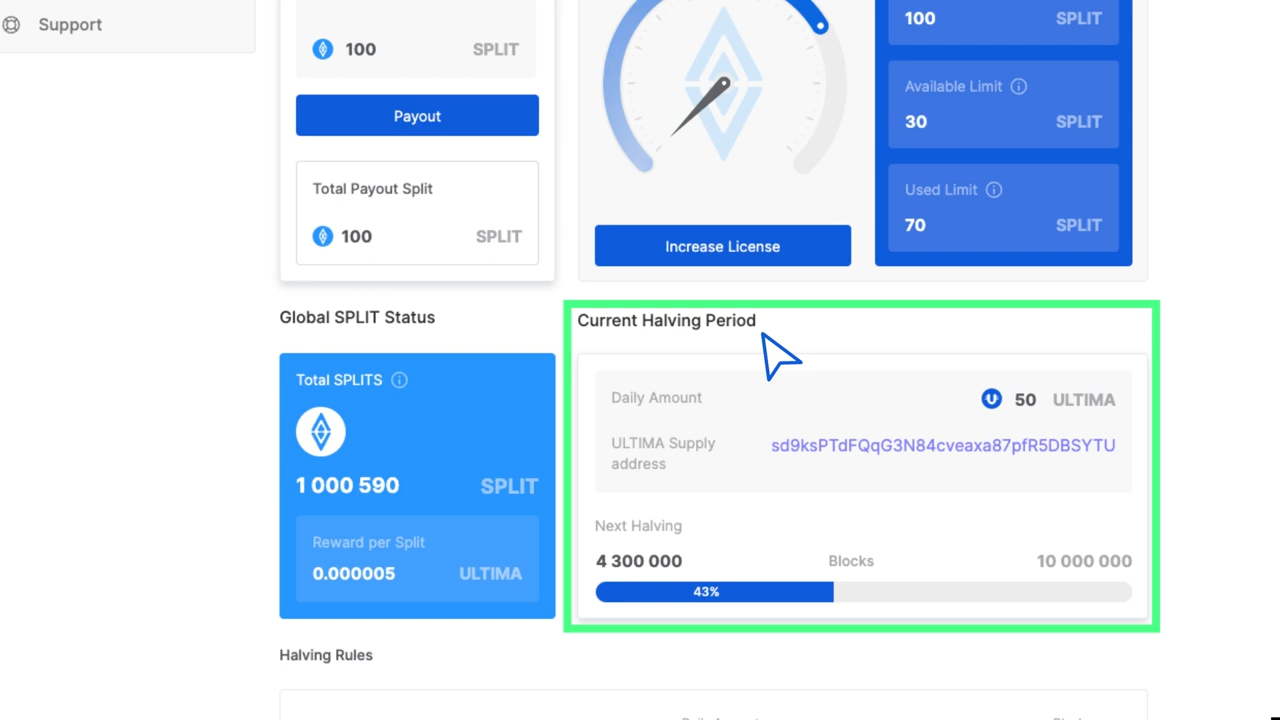 Support
100 SPLIT
Payout
Total Payout Split
100 SPLIT
Increase License
100 SPLIT
Available Limit
30 SPLIT
Used Limit
70 SPLIT
Global SPLIT Status
Total SPLITS
1 000 590 SPLIT
Reward per Split
0.000005 ULTIMA
Current Halving Period
Daily Amount 50 ULTIMA
ULTIMA Supply
address
sd9ksPTdFQqG3N84cveaxa87pfR5DBSYTU
Next Halving
4 300 000 Blocks 10 000 000
43%
Halving Rules